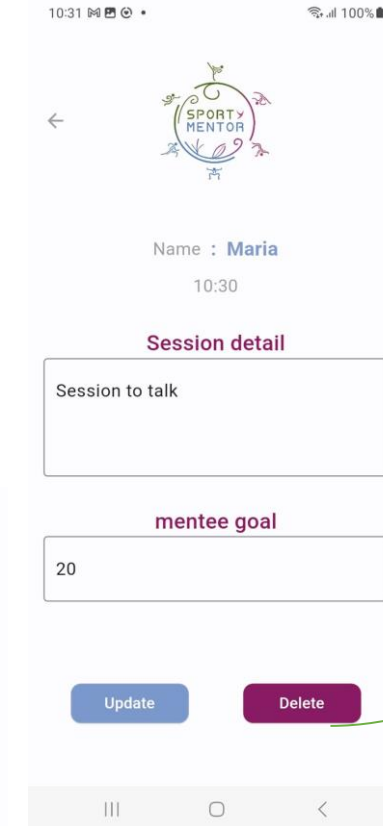 10:31
100%
SPORTY
MENTOR
Name : Maria
10:30
Session detail
Session to talk
mentee goal
20
Update
Delete